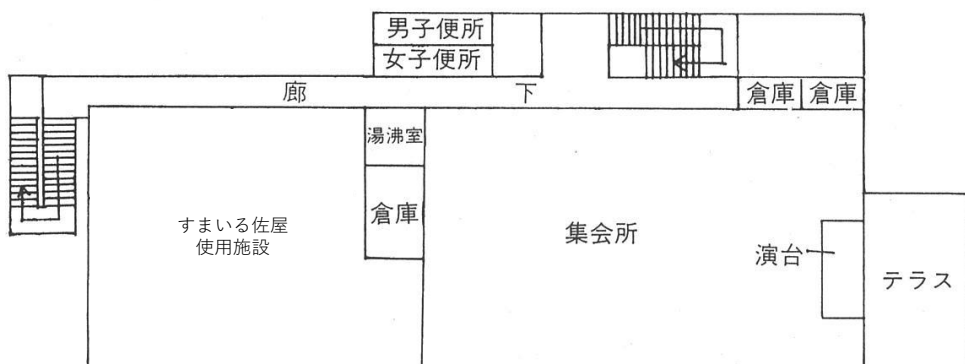 男子便所
女子便所
廊下
倉庫
倉庫
湯沸室
倉庫
すまいる佐屋
使用施設
集会所
演台
テラス